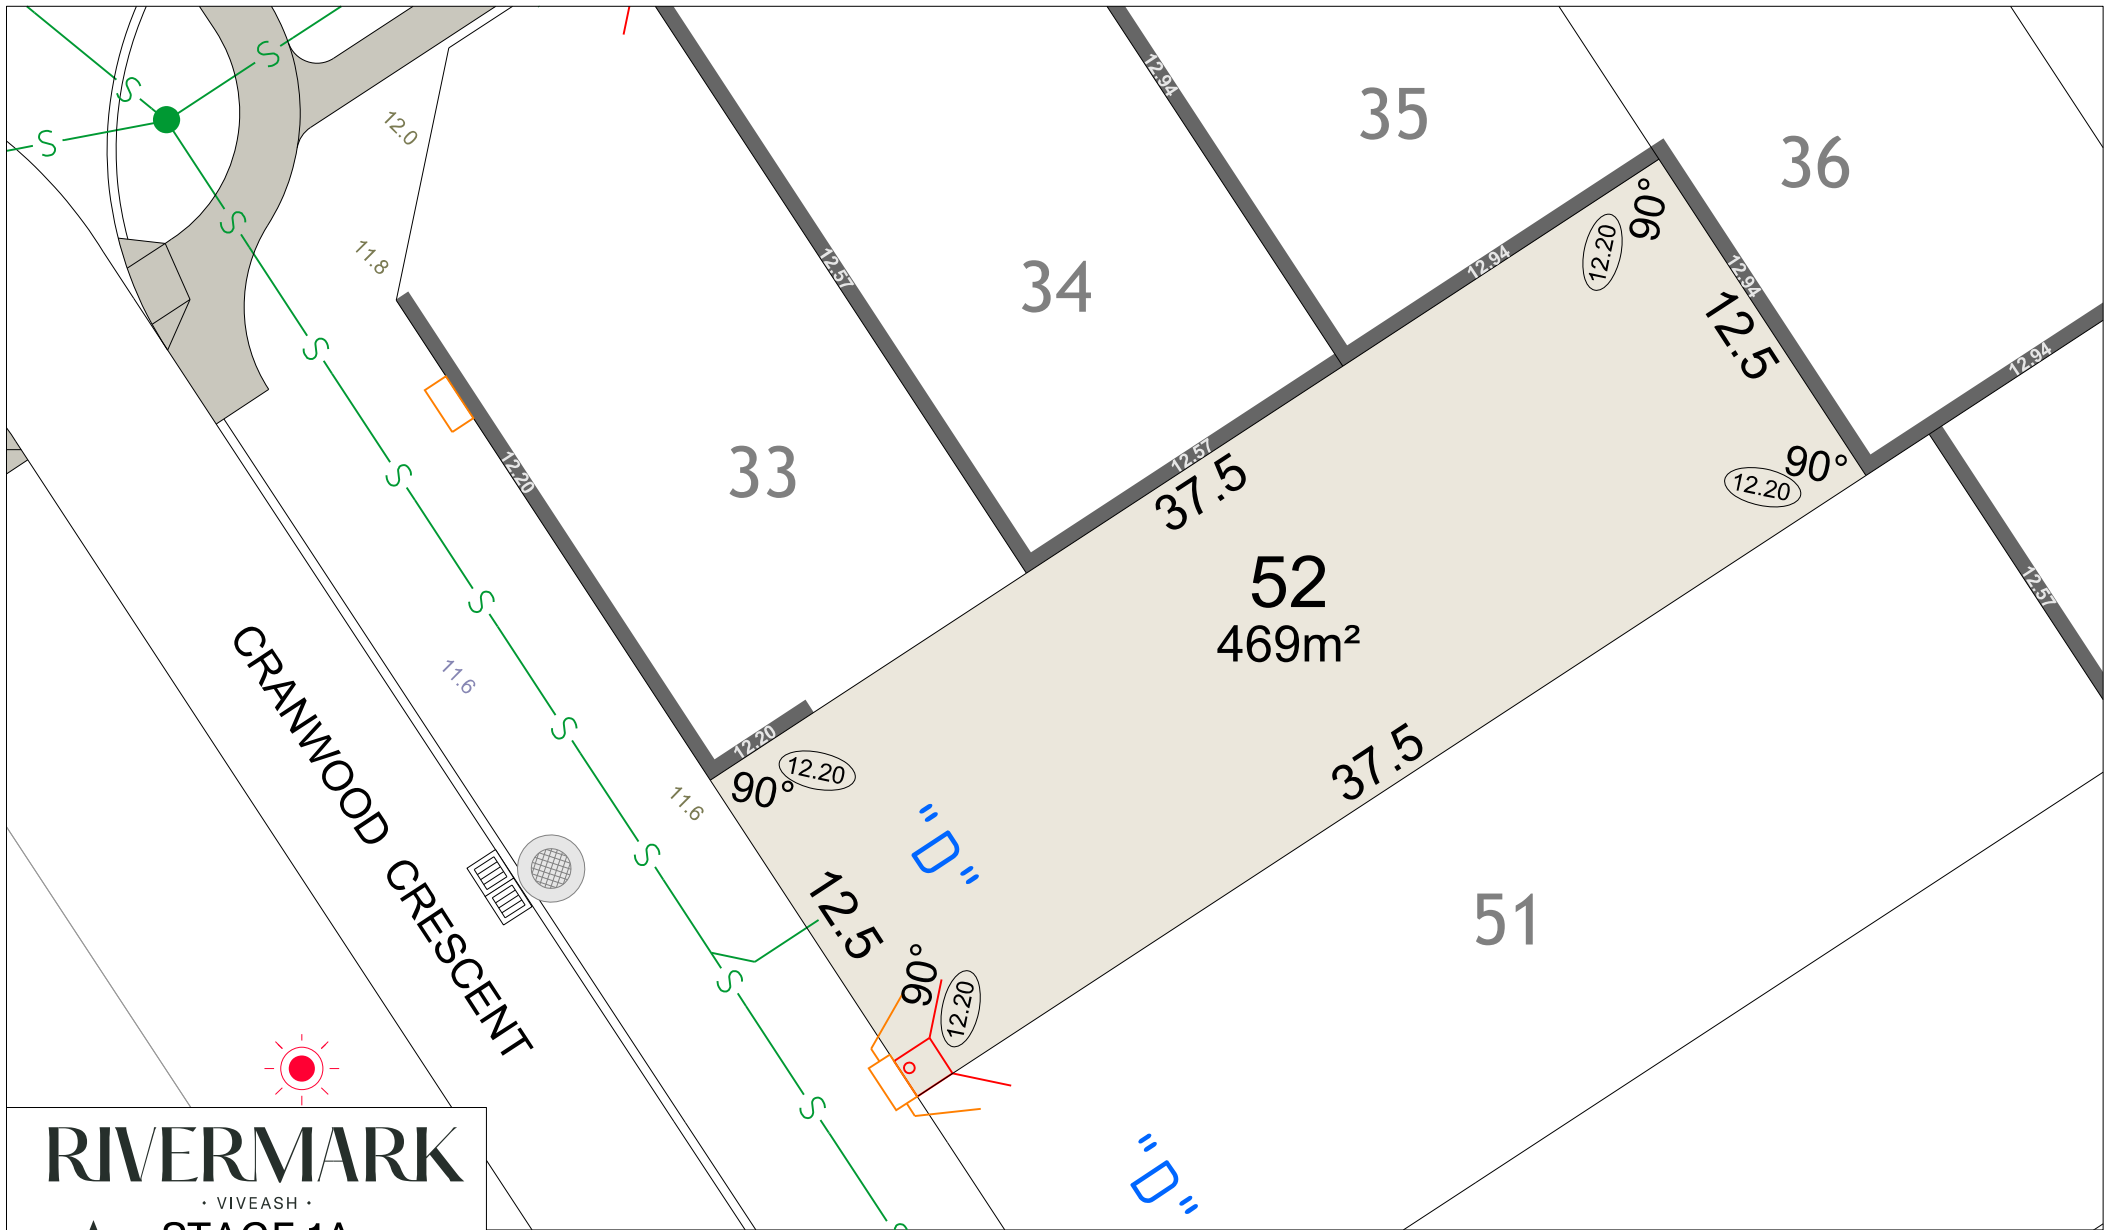 12.94
35
36
12.0
S
S
S
S
11.8
12.57
34
12.94
90°
12.20
12.94
12.5
S
12.94
33
12.20
12.57
37.5
90°
12.20
S
52
469m²
12.57
S
CRANWOOD CRESCENT
11.6
12.20
12.20
90°
S
37.5
11.6
S
"D"
12.5
51
90°
12.20
S
S
"D"
S
RIVERMARK
• VIVEASH •
STAGE 1A